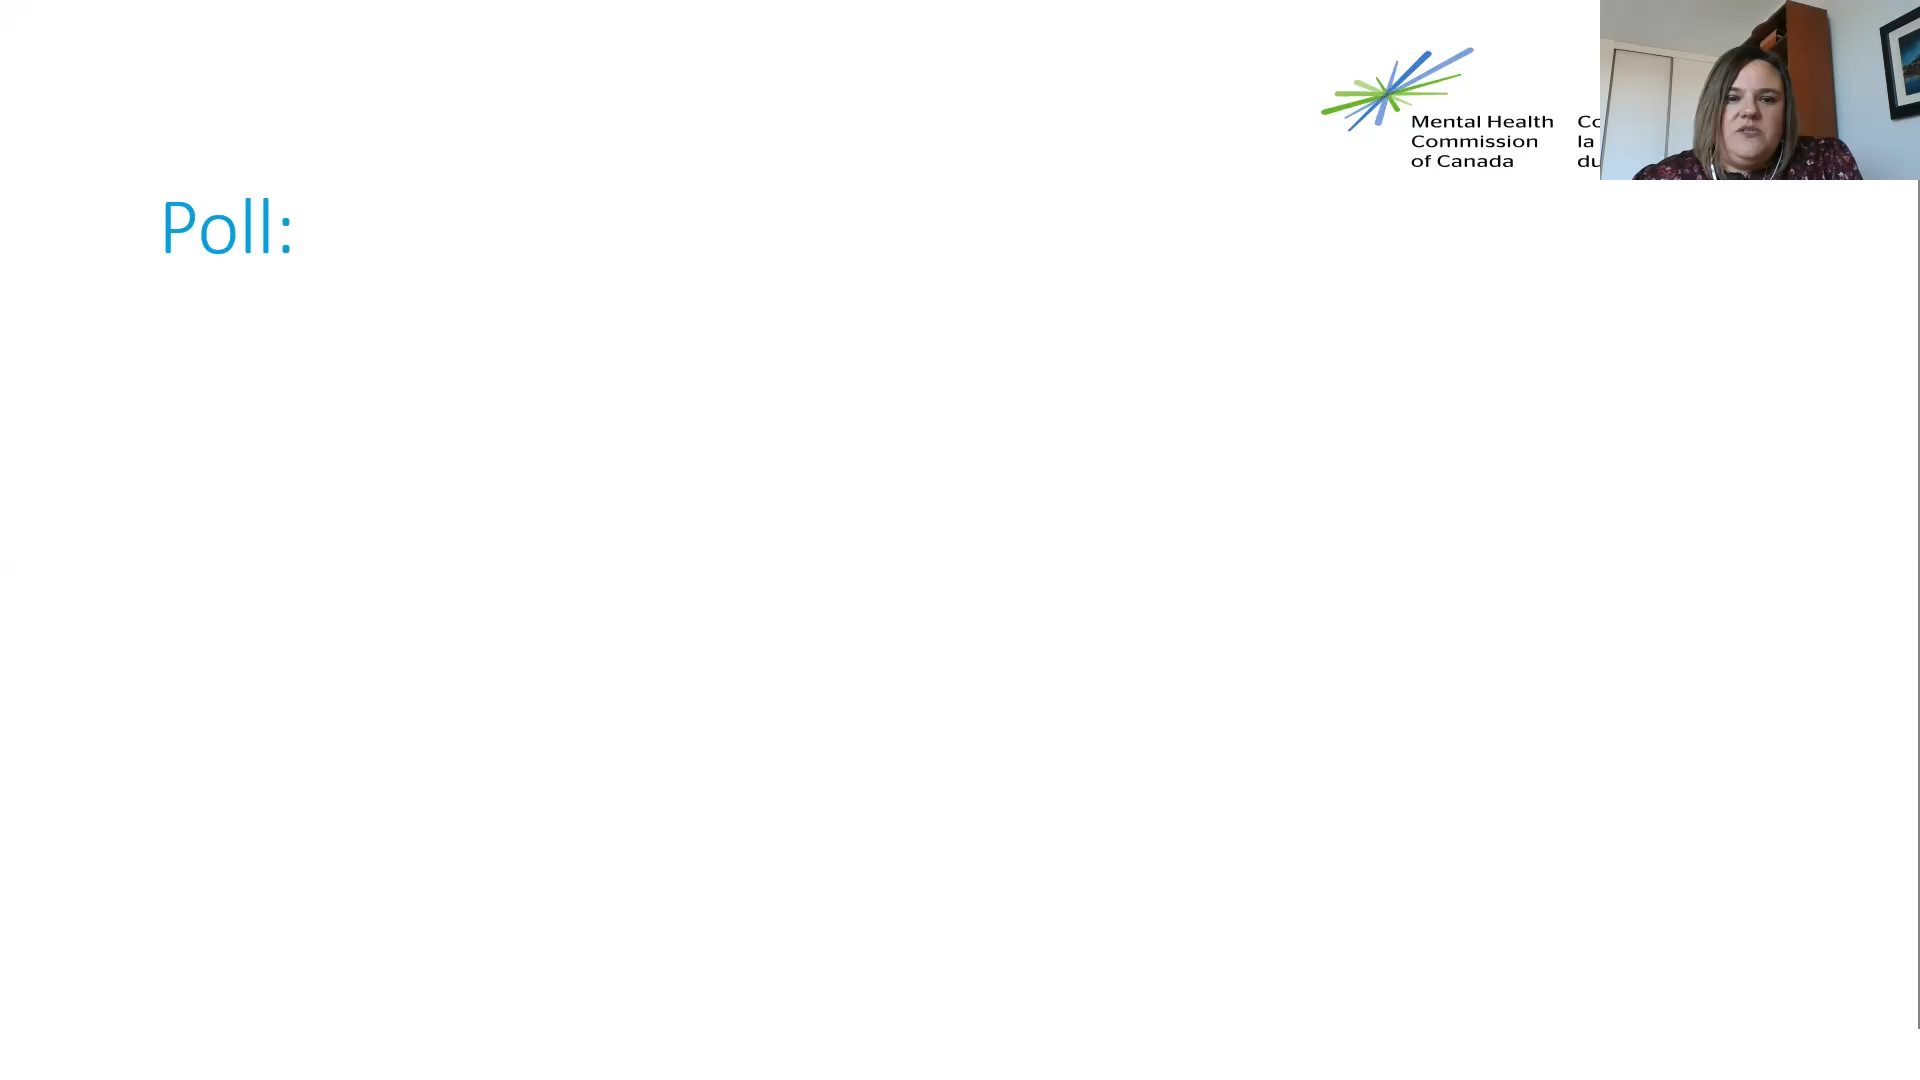 Mental Health
Commission
of Canada
la
Poll: